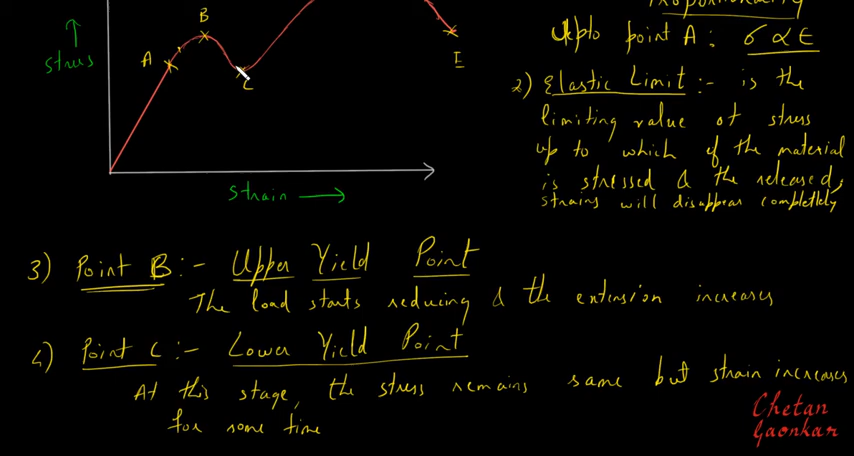 Proportionality
B
stress
A
Upto point A: σ α ϵ
E
C
2) Elastic Limit :- is the
limiting value of stress
up to which if the material
is stressed & the released,
strains will disappear completely
Strain
3) Point B :- Upper Yield Point
The load starts reducing & the extension increases
4) Point C :- Lower Yield Point
At this stage, the stress remains same but strain increases
for some time
Chetan
Gaonkar